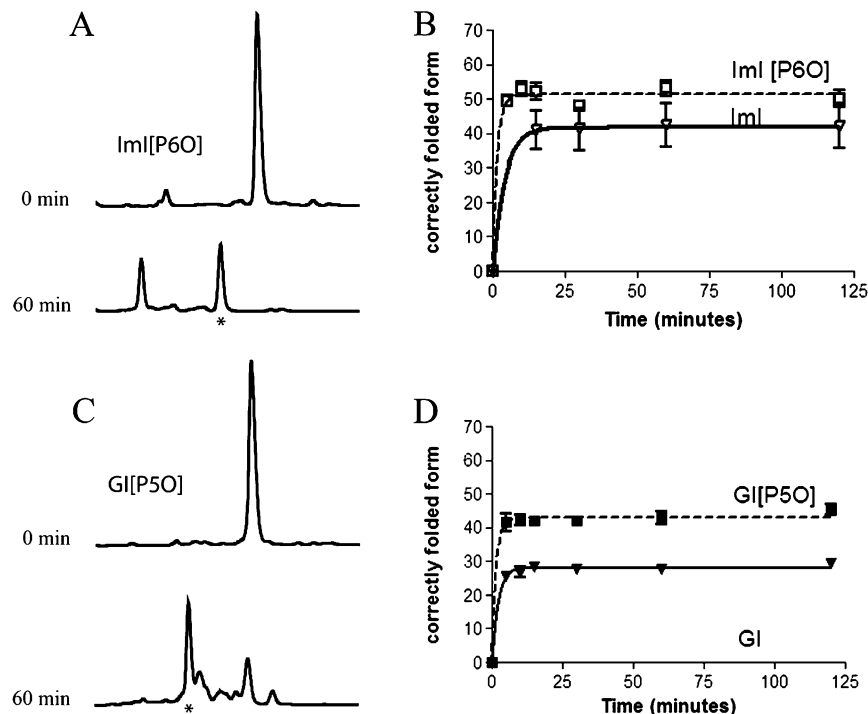 A
ImI[P6O]
0 min
60 min
*
B
correctly folded form
70
60
50
40
30
20
10
0
ImI [P6O]
ImI
0 25 50 75 100 125
Time (minutes)
C
GI[P5O]
0 min
60 min
*
D
correctly folded form
70
60
50
40
30
20
10
0
GI[P5O]
GI
0 25 50 75 100 125
Time (minutes)